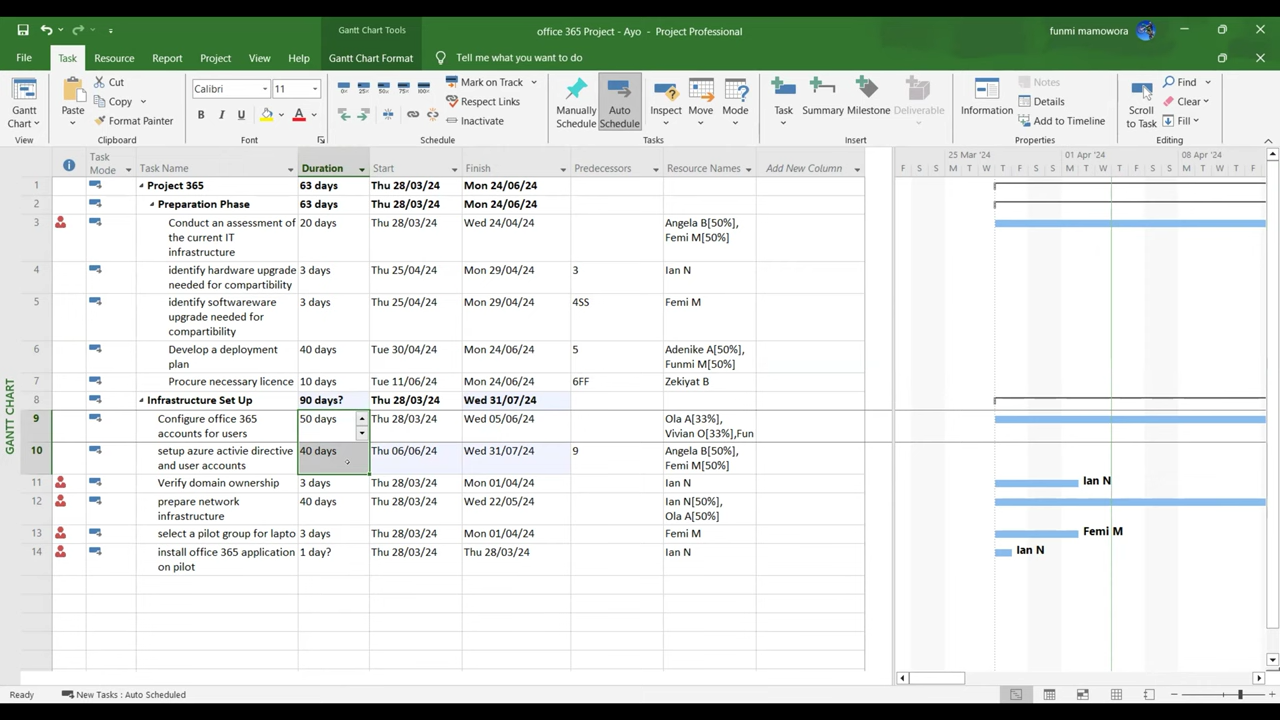 Gantt Chart Tools
office 365 Project - Ayo - Project Professional
funmi mamowora
File Task Resource Report Project View Help Gantt Chart Format Tell me what you want to do
Gantt Chart
View
Paste
Cut
Copy
Format Painter
Clipboard
Calibri 11
B I U A
Font
0% 25% 50% 75% 100%
Mark on Track
Respect Links
Inactivate
Schedule
Manually Schedule
Auto Schedule
Inspect
Move
Mode
Tasks
Task
Summary
Milestone
Deliverable
Insert
Information
Notes
Details
Add to Timeline
Properties
Scroll to Task
Find
Clear
Fill
Editing
Task Mode Task Name Duration Start Finish Predecessors Resource Names Add New Column
25 Mar '24 01 Apr '24 08 Apr '24
F S S M T W T F S S M T W T F S S M T W T F
1 Project 365 63 days Thu 28/03/24 Mon 24/06/24
2 Preparation Phase 63 days Thu 28/03/24 Mon 24/06/24
3 Conduct an assessment of 20 days Thu 28/03/24 Wed 24/04/24 Angela B[50%],
the current IT Femi M[50%]
infrastructure
4 identify hardware upgrade 3 days Thu 25/04/24 Mon 29/04/24 3 Ian N
needed for compartibility
5 identify softwareware 3 days Thu 25/04/24 Mon 29/04/24 4SS Femi M
upgrade needed for
compartibility
6 Develop a deployment 40 days Tue 30/04/24 Mon 24/06/24 5 Adenike A[50%],
plan Funmi M[50%]
7 Procure necessary licence 10 days Tue 11/06/24 Mon 24/06/24 6FF Zekiyat B
8 Infrastructure Set Up 90 days? Thu 28/03/24 Wed 31/07/24
9 Configure office 365 50 days Thu 28/03/24 Wed 05/06/24 Ola A[33%],
accounts for users Vivian O[33%],Fun
10 setup azure activie directive 40 days Thu 06/06/24 Wed 31/07/24 9 Angela B[50%],
and user accounts Femi M[50%]
11 Verify domain ownership 3 days Thu 28/03/24 Mon 01/04/24 Ian N Ian N
12 prepare network 40 days Thu 28/03/24 Wed 22/05/24 Ian N[50%],
infrastructure Ola A[50%]
13 select a pilot group for lapto 3 days Thu 28/03/24 Mon 01/04/24 Femi M Femi M
14 install office 365 application 1 day? Thu 28/03/24 Thu 28/03/24 Ian N Ian N
on pilot
GANTT CHART
Ready New Tasks : Auto Scheduled